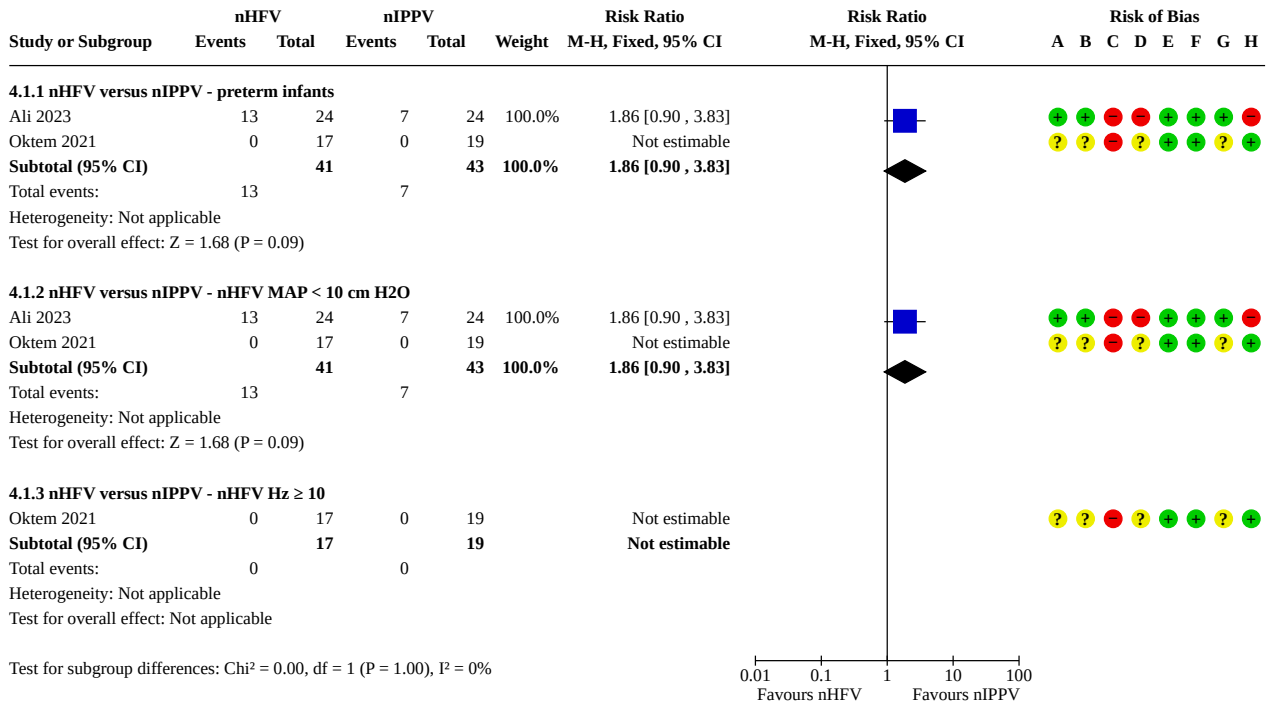 nHFV nIPPV Risk Ratio Risk Ratio Risk of Bias
Study or Subgroup Events Total Events Total Weight M-H, Fixed, 95% CI M-H, Fixed, 95% CI A B C D E F G H
4.1.1 nHFV versus nIPPV - preterm infants
Ali 2023 13 24 7 24 100.0% 1.86 [0.90 , 3.83] + + − − + + + −
Oktem 2021 0 17 0 19 Not estimable ? ? − ? + + ? +
Subtotal (95% CI) 41 43 100.0% 1.86 [0.90 , 3.83]
Total events: 13 7
Heterogeneity: Not applicable
Test for overall effect: Z = 1.68 (P = 0.09)
4.1.2 nHFV versus nIPPV - nHFV MAP < 10 cm H2O
Ali 2023 13 24 7 24 100.0% 1.86 [0.90 , 3.83] + + − − + + + −
Oktem 2021 0 17 0 19 Not estimable ? ? − ? + + ? +
Subtotal (95% CI) 41 43 100.0% 1.86 [0.90 , 3.83]
Total events: 13 7
Heterogeneity: Not applicable
Test for overall effect: Z = 1.68 (P = 0.09)
4.1.3 nHFV versus nIPPV - nHFV Hz ≥ 10
Oktem 2021 0 17 0 19 Not estimable ? ? − ? + + ? +
Subtotal (95% CI) 17 19 Not estimable
Total events: 0 0
Heterogeneity: Not applicable
Test for overall effect: Not applicable
Test for subgroup differences: Chi² = 0.00, df = 1 (P = 1.00), I² = 0%
0.01 0.1 1 10 100
Favours nHFV Favours nIPPV